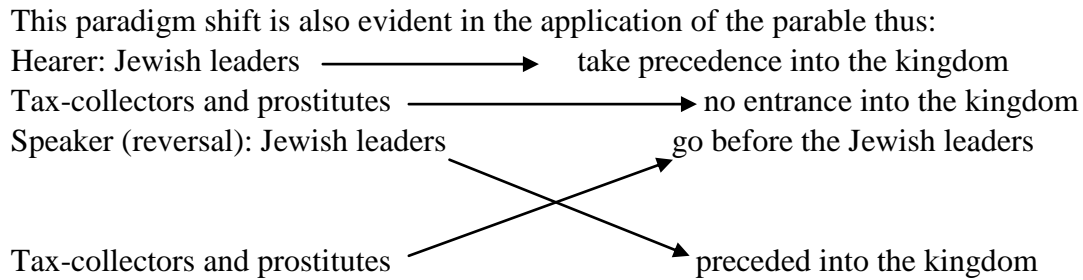 This paradigm shift is also evident in the application of the parable thus:
Hearer: Jewish leaders take precedence into the kingdom
Tax-collectors and prostitutes no entrance into the kingdom
Speaker (reversal): Jewish leaders go before the Jewish leaders
Tax-collectors and prostitutes preceded into the kingdom